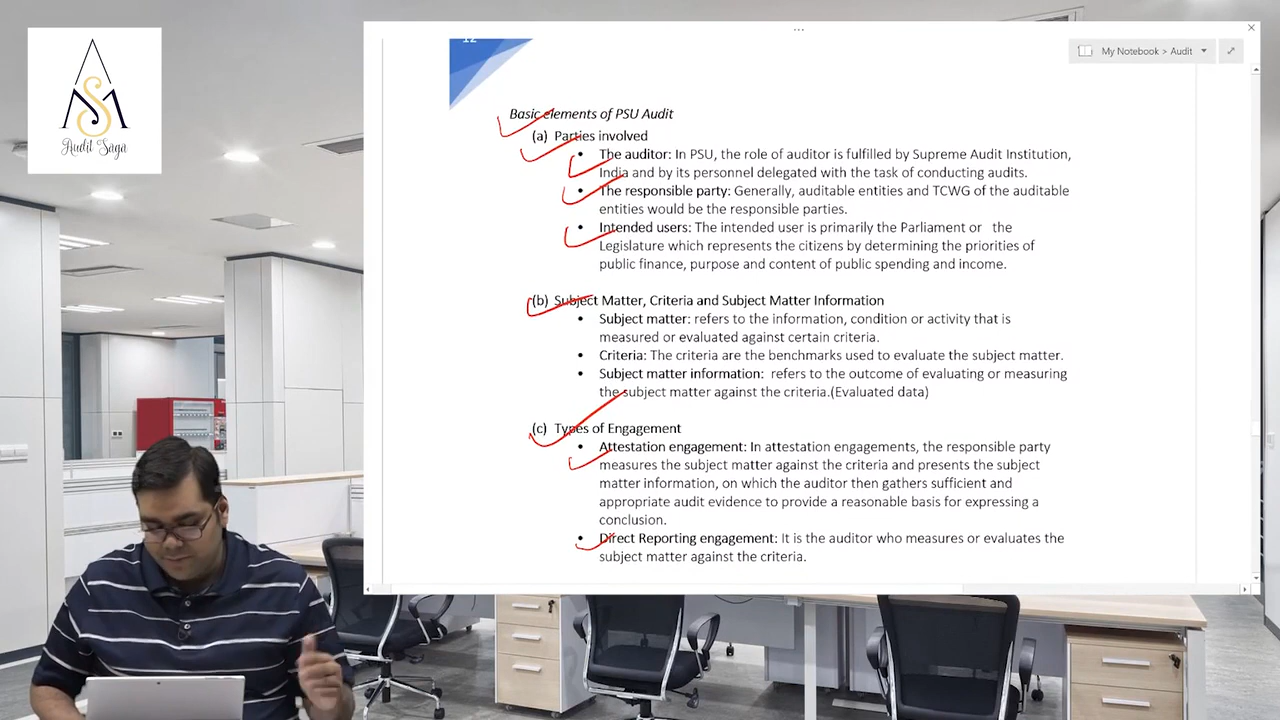 Audit Saga
12
My Notebook > Audit
Basic elements of PSU Audit
(a) Parties involved
• The auditor: In PSU, the role of auditor is fulfilled by Supreme Audit Institution,
India and by its personnel delegated with the task of conducting audits.
• The responsible party: Generally, auditable entities and TCWG of the auditable
entities would be the responsible parties.
• Intended users: The intended user is primarily the Parliament or the
Legislature which represents the citizens by determining the priorities of
public finance, purpose and content of public spending and income.
(b) Subject Matter, Criteria and Subject Matter Information
• Subject matter: refers to the information, condition or activity that is
measured or evaluated against certain criteria.
• Criteria: The criteria are the benchmarks used to evaluate the subject matter.
• Subject matter information: refers to the outcome of evaluating or measuring
the subject matter against the criteria.(Evaluated data)
(c) Types of Engagement
• Attestation engagement: In attestation engagements, the responsible party
measures the subject matter against the criteria and presents the subject
matter information, on which the auditor then gathers sufficient and
appropriate audit evidence to provide a reasonable basis for expressing a
conclusion.
• Direct Reporting engagement: It is the auditor who measures or evaluates the
subject matter against the criteria.